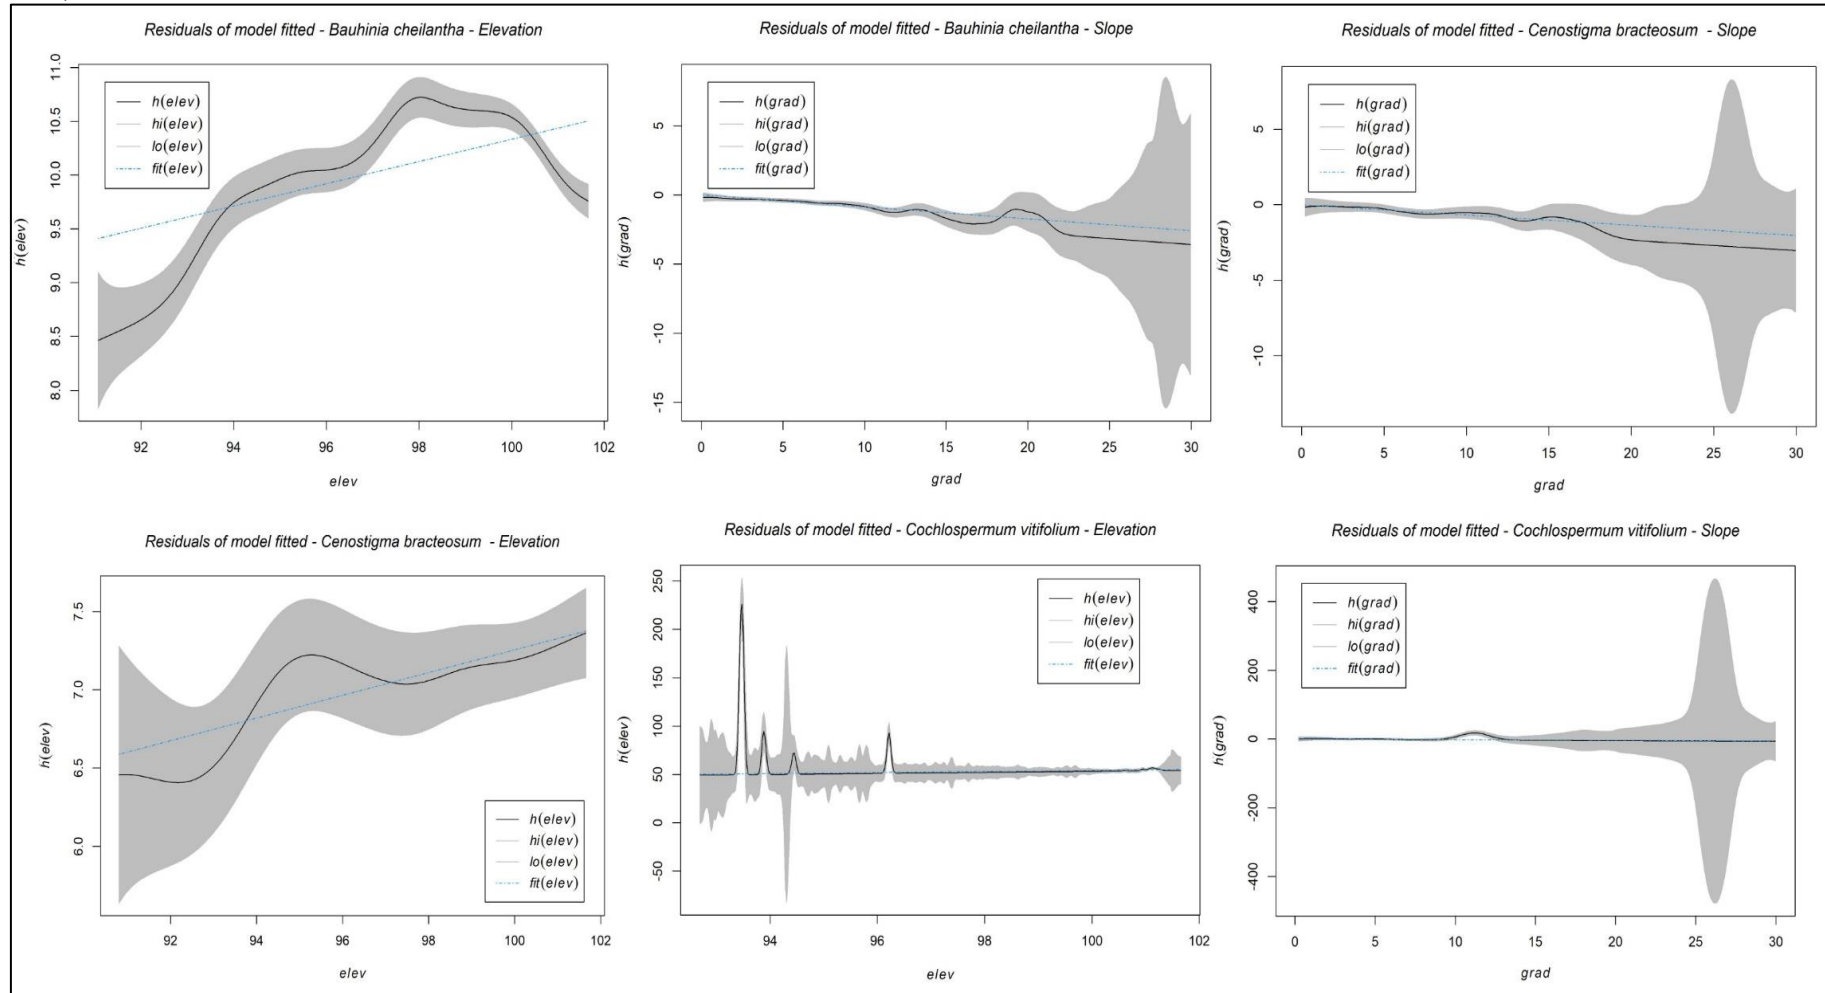 Residuals of model fitted - Bauhinia cheilantha - Elevation
h(elev)
hi(elev)
lo(elev)
fit(elev)
h(elev)
11.0
10.5
10.0
9.5
9.0
8.5
8.0
92 94 96 98 100 102
elev
Residuals of model fitted - Bauhinia cheilantha - Slope
h(grad)
hi(grad)
lo(grad)
fit(grad)
h(grad)
5
0
-5
-10
-15
0 5 10 15 20 25 30
grad
Residuals of model fitted - Cenostigma bracteosum - Slope
h(grad)
hi(grad)
lo(grad)
fit(grad)
h(grad)
5
0
-5
-10
0 5 10 15 20 25 30
grad
Residuals of model fitted - Cenostigma bracteosum - Elevation
h(elev)
7.5
7.0
6.5
6.0
h(elev)
hi(elev)
lo(elev)
fit(elev)
92 94 96 98 100 102
elev
Residuals of model fitted - Cochlospermum vitifolium - Elevation
h(elev)
hi(elev)
lo(elev)
fit(elev)
h(elev)
250
200
150
100
50
0
-50
94 96 98 100 102
elev
Residuals of model fitted - Cochlospermum vitifolium - Slope
h(grad)
hi(grad)
lo(grad)
fit(grad)
h(grad)
400
200
0
-200
-400
0 5 10 15 20 25 30
grad